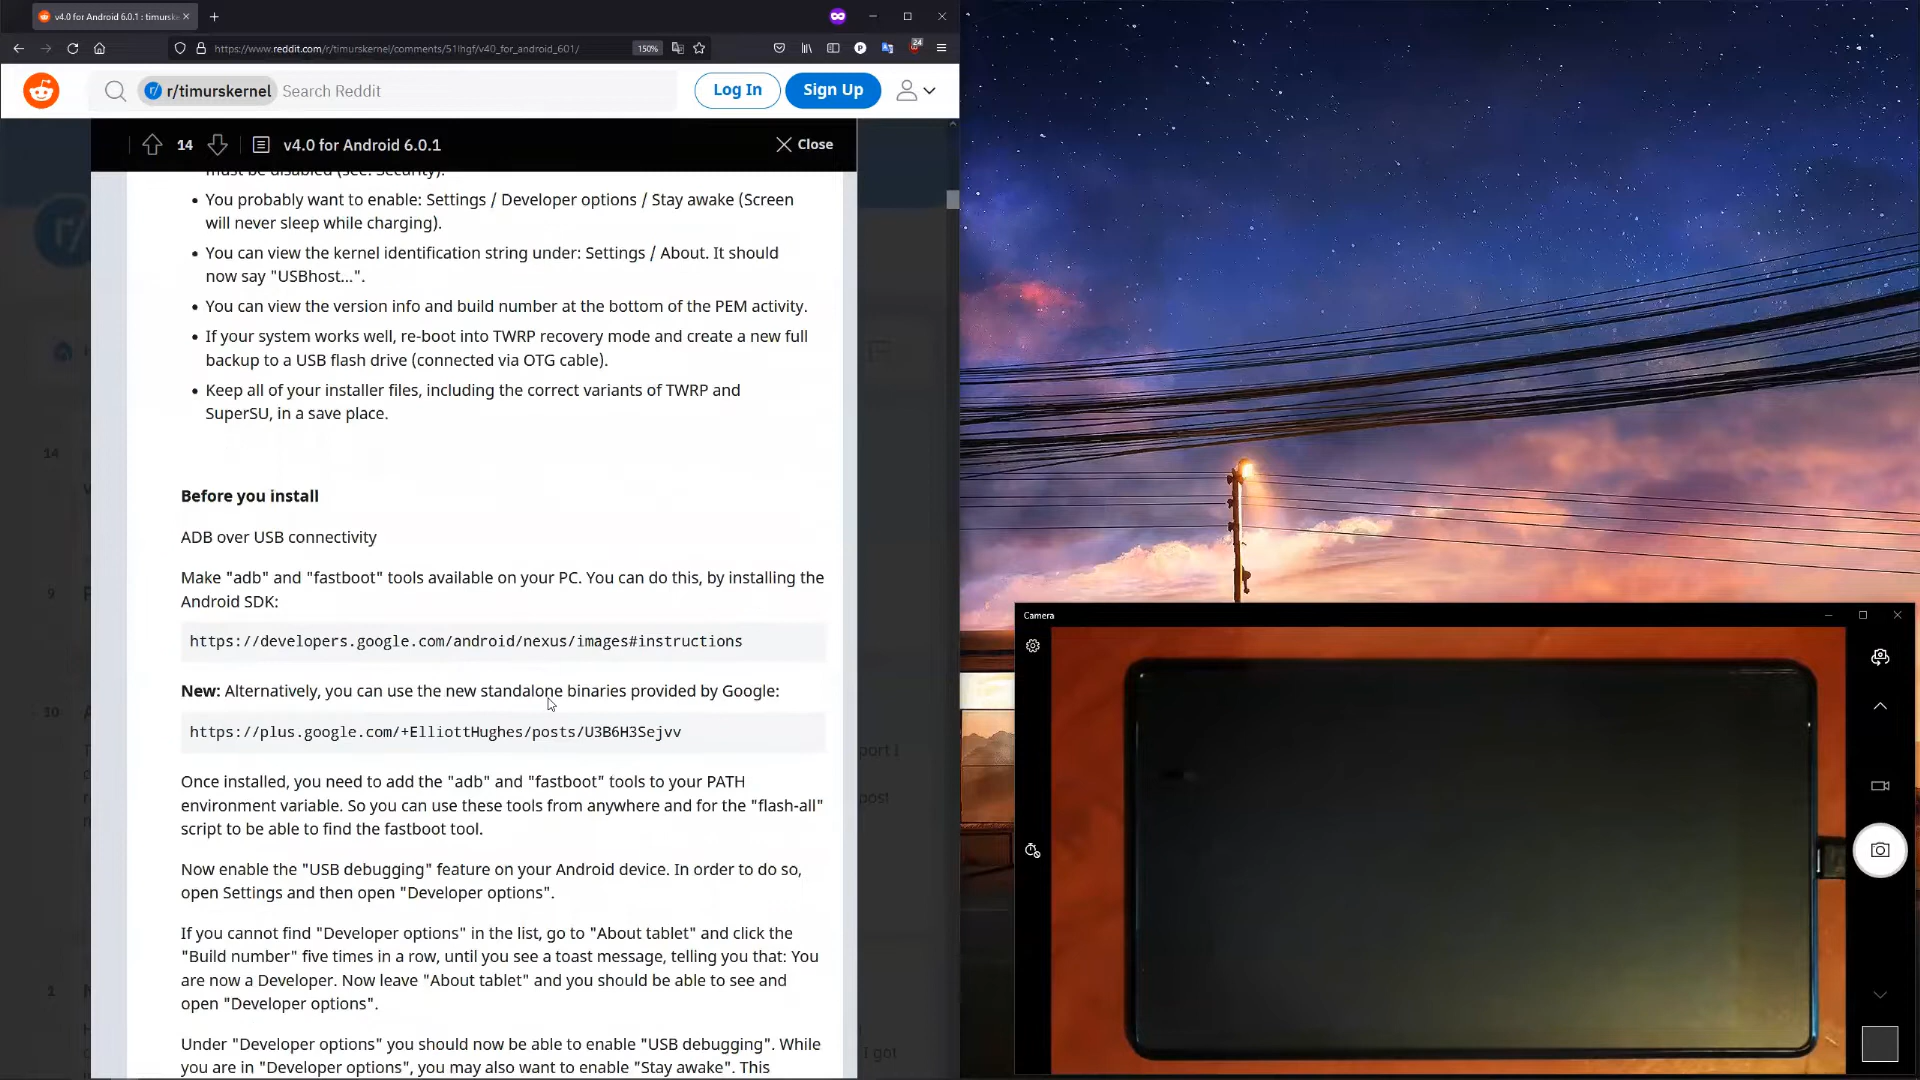 v4.0 for Android 6.0.1 : timursk
https://www.reddit.com/r/timurskernel/comments/51lhgf/v40_for_android_601/
150%
24
r/timurskernel
Search Reddit
Log In
Sign Up
14
v4.0 for Android 6.0.1
Close
must be disabled (see: Security).
• You probably want to enable: Settings / Developer options / Stay awake (Screen
will never sleep while charging).
• You can view the kernel identification string under: Settings / About. It should
now say "USBhost...".
• You can view the version info and build number at the bottom of the PEM activity.
• If your system works well, re-boot into TWRP recovery mode and create a new full
backup to a USB flash drive (connected via OTG cable).
• Keep all of your installer files, including the correct variants of TWRP and
SuperSU, in a save place.
Before you install
ADB over USB connectivity
Make "adb" and "fastboot" tools available on your PC. You can do this, by installing the
Android SDK:
https://developers.google.com/android/nexus/images#instructions
New: Alternatively, you can use the new standalone binaries provided by Google:
https://plus.google.com/+ElliottHughes/posts/U3B6H3Sejvv
Once installed, you need to add the "adb" and "fastboot" tools to your PATH
environment variable. So you can use these tools from anywhere and for the "flash-all"
script to be able to find the fastboot tool.
Now enable the "USB debugging" feature on your Android device. In order to do so,
open Settings and then open "Developer options".
If you cannot find "Developer options" in the list, go to "About tablet" and click the
"Build number" five times in a row, until you see a toast message, telling you that: You
are now a Developer. Now leave "About tablet" and you should be able to see and
open "Developer options".
Under "Developer options" you should now be able to enable "USB debugging". While
you are in "Developer options", you may also want to enable "Stay awake". This
14
9
10
1
post
I got
Camera